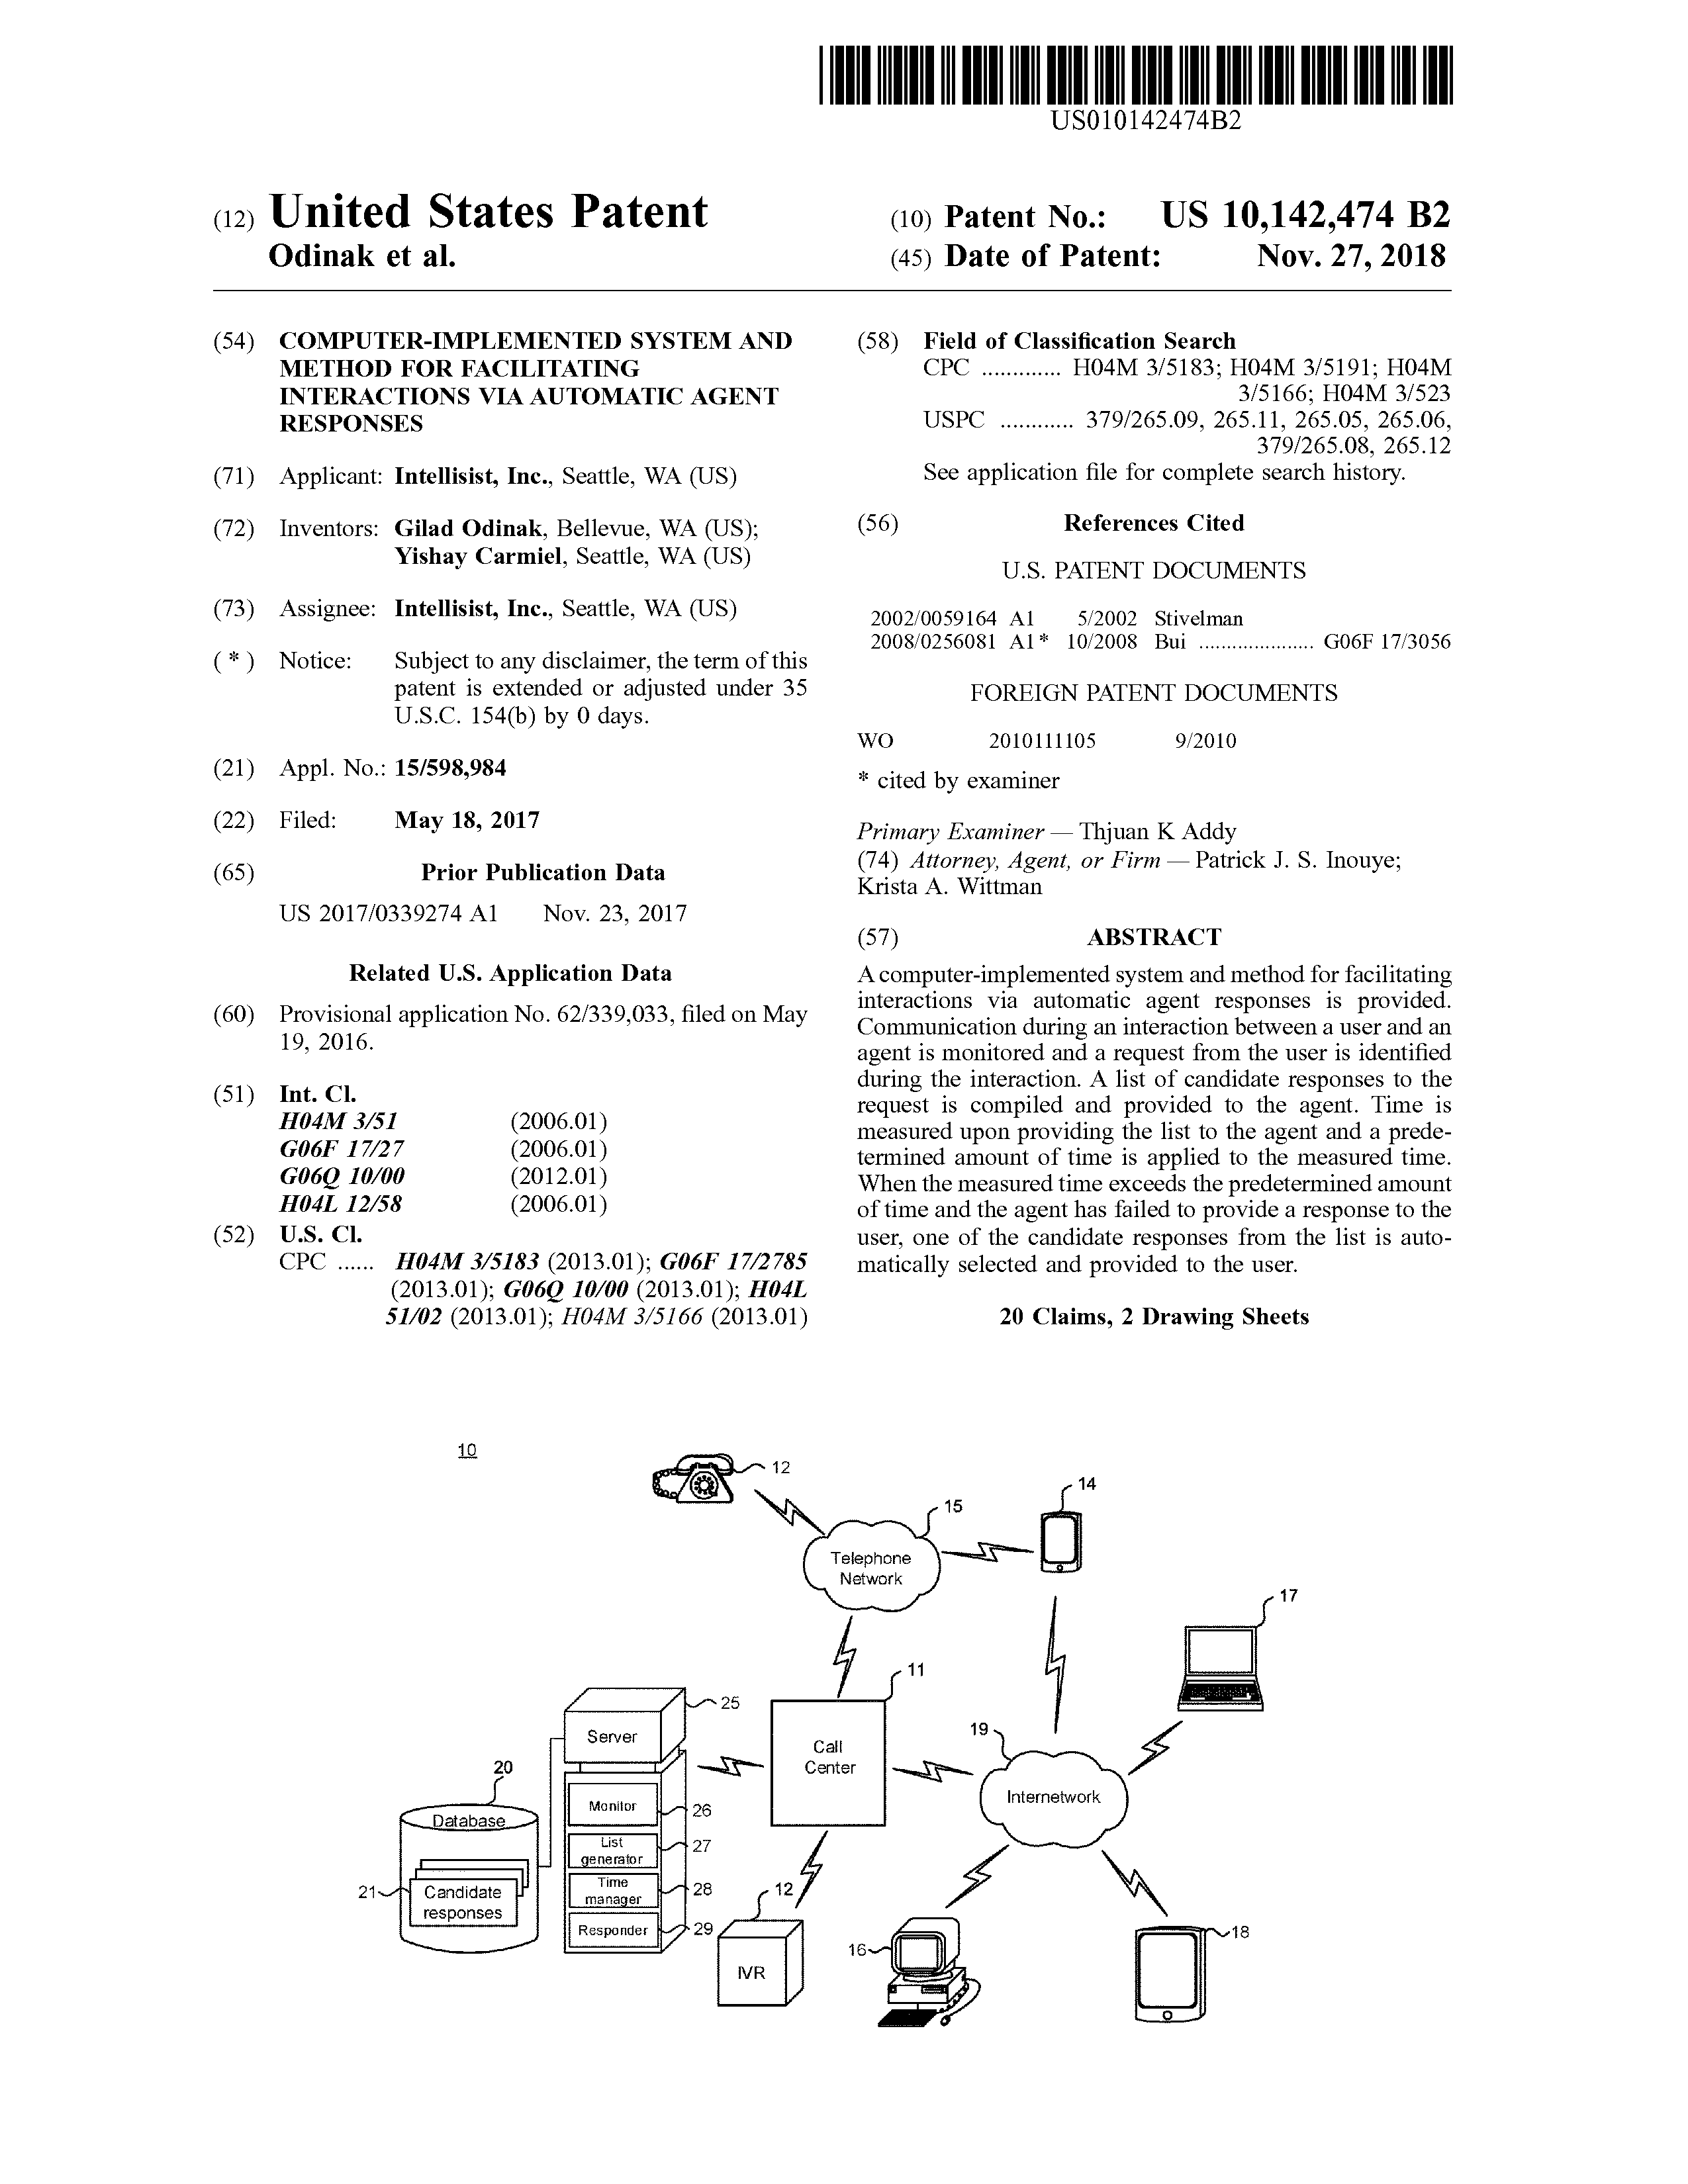 US010142474B2
(12) United States Patent
Odinak et al.
(10) Patent No.: US 10,142,474 B2
(45) Date of Patent: Nov. 27, 2018
(54) COMPUTER-IMPLEMENTED SYSTEM AND
METHOD FOR FACILITATING
INTERACTIONS VIA AUTOMATIC AGENT
RESPONSES
(71) Applicant: Intellisist, Inc., Seattle, WA (US)
(72) Inventors: Gilad Odinak, Bellevue, WA (US);
Yishay Carmiel, Seattle, WA (US)
(73) Assignee: Intellisist, Inc., Seattle, WA (US)
( * ) Notice: Subject to any disclaimer, the term of this
patent is extended or adjusted under 35
U.S.C. 154(b) by 0 days.
(21) Appl. No.: 15/598,984
(22) Filed: May 18, 2017
(65) Prior Publication Data
US 2017/0339274 A1 Nov. 23, 2017
Related U.S. Application Data
(60) Provisional application No. 62/339,033, filed on May
19, 2016.
(51) Int. Cl.
H04M 3/51 (2006.01)
G06F 17/27 (2006.01)
G06Q 10/00 (2012.01)
H04L 12/58 (2006.01)
(52) U.S. Cl.
CPC ...... H04M 3/5183 (2013.01); G06F 17/2785
(2013.01); G06Q 10/00 (2013.01); H04L
51/02 (2013.01); H04M 3/5166 (2013.01)
(58) Field of Classification Search
CPC ............. H04M 3/5183; H04M 3/5191; H04M
3/5166; H04M 3/523
USPC ............ 379/265.09, 265.11, 265.05, 265.06,
379/265.08, 265.12
See application file for complete search history.
(56) References Cited
U.S. PATENT DOCUMENTS
2002/0059164 A1 5/2002 Stivelman
2008/0256081 A1* 10/2008 Bui ..................... G06F 17/3056
FOREIGN PATENT DOCUMENTS
WO 2010111105 9/2010
* cited by examiner
Primary Examiner — Thjuan K Addy
(74) Attorney, Agent, or Firm — Patrick J. S. Inouye;
Krista A. Wittman
(57) ABSTRACT
A computer-implemented system and method for facilitating
interactions via automatic agent responses is provided.
Communication during an interaction between a user and an
agent is monitored and a request from the user is identified
during the interaction. A list of candidate responses to the
request is compiled and provided to the agent. Time is
measured upon providing the list to the agent and a prede-
termined amount of time is applied to the measured time.
When the measured time exceeds the predetermined amount
of time and the agent has failed to provide a response to the
user, one of the candidate responses from the list is auto-
matically selected and provided to the user.
20 Claims, 2 Drawing Sheets
10
12
14
15
Telephone
Network
17
11
25
Server
19
Call
Center
20
Internetwork
Monitor
26
Database
List
generator
27
Time
manager
28
21
Candidate
responses
12
Responder
29
18
16
IVR